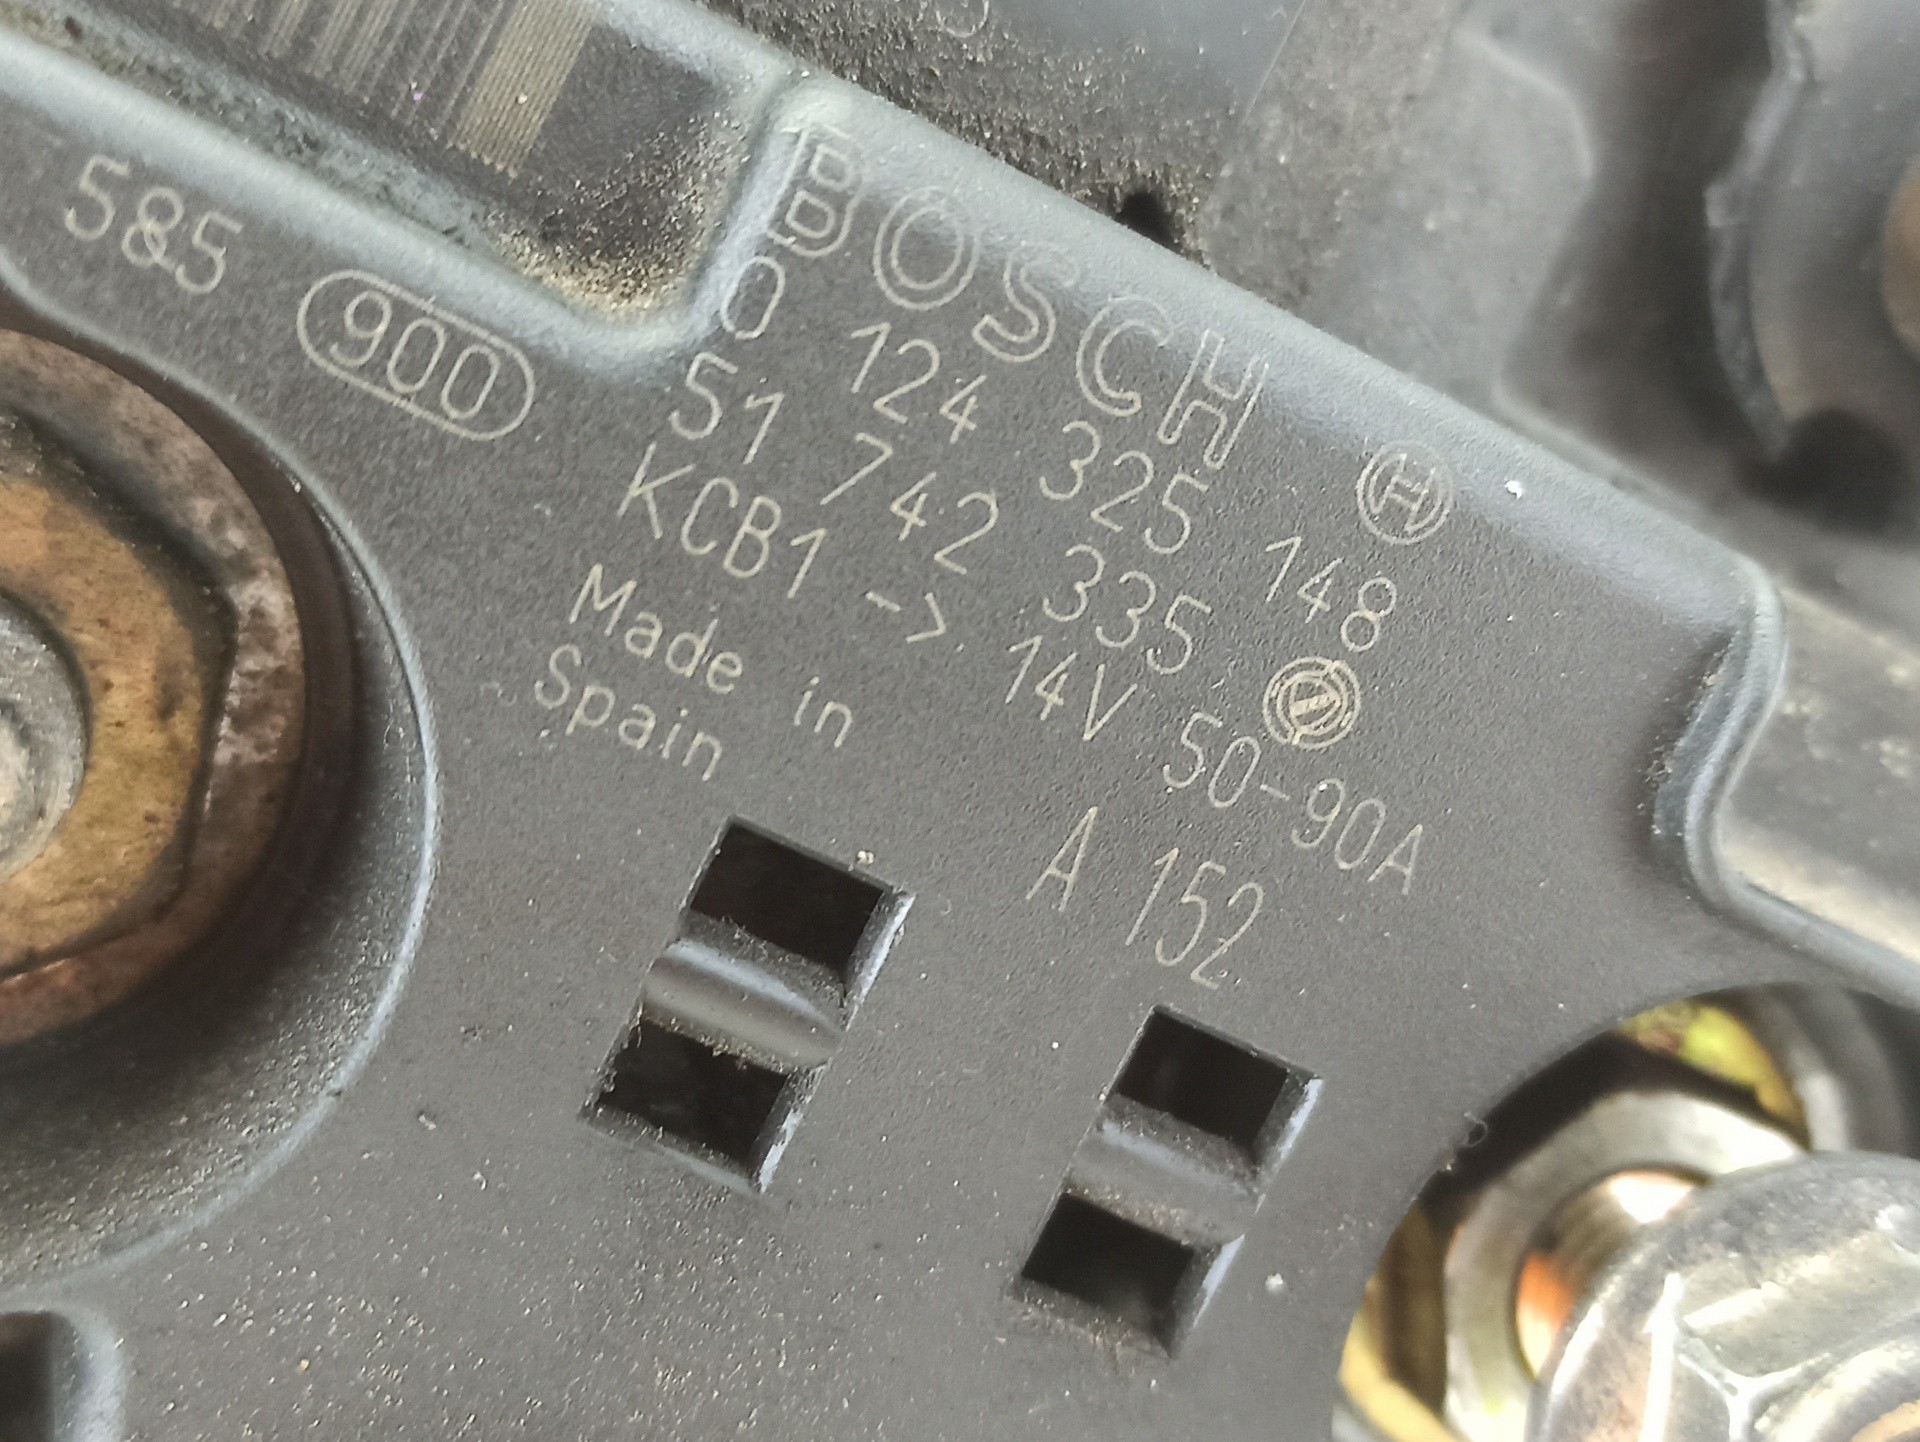 585 900
BOSCH
0 124 325 148
51 742 335
KCB1 -> 14V 50-90A
Made in
Spain
A 152